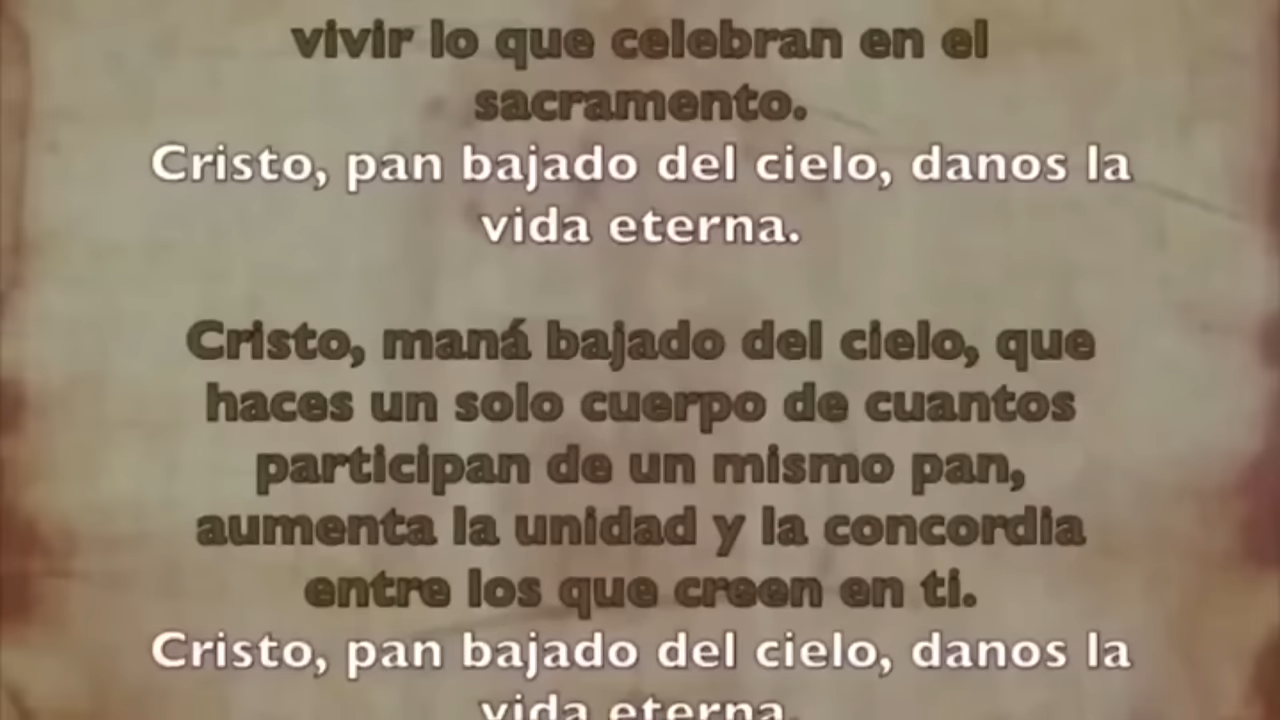 vivir lo que celebran en el
sacramento.
Cristo, pan bajado del cielo, danos la
vida eterna.
Cristo, maná bajado del cielo, que
haces un solo cuerpo de cuantos
participan de un mismo pan,
aumenta la unidad y la concordia
entre los que creen en ti.
Cristo, pan bajado del cielo, danos la
vida eterna.